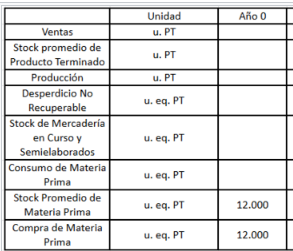 Unidad Año 0
Ventas u. PT
Stock promedio de
Producto Terminado u. PT
Producción u. PT
Desperdicio No
Recuperable u. eq. PT
Stock de Mercadería
en Curso y
Semielaborados u. eq. PT
Consumo de Materia
Prima u. eq. PT
Stock Promedio de
Materia Prima u. eq. PT 12.000
Compra de Materia
Prima u. eq. PT 12.000